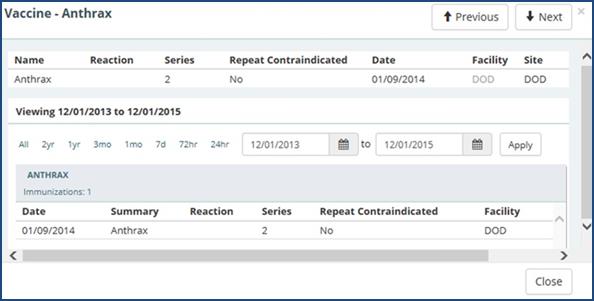 Vaccine - Anthrax
Previous
Next
×
Name Reaction Series Repeat Contraindicated Date Facility Site
Anthrax 2 No 01/09/2014 DOD DOD
Viewing 12/01/2013 to 12/01/2015
All 2yr 1yr 3mo 1mo 7d 72hr 24hr 12/01/2013 to 12/01/2015 Apply
ANTHRAX
Immunizations: 1
Date Summary Reaction Series Repeat Contraindicated Facility
01/09/2014 Anthrax 2 No DOD
Close